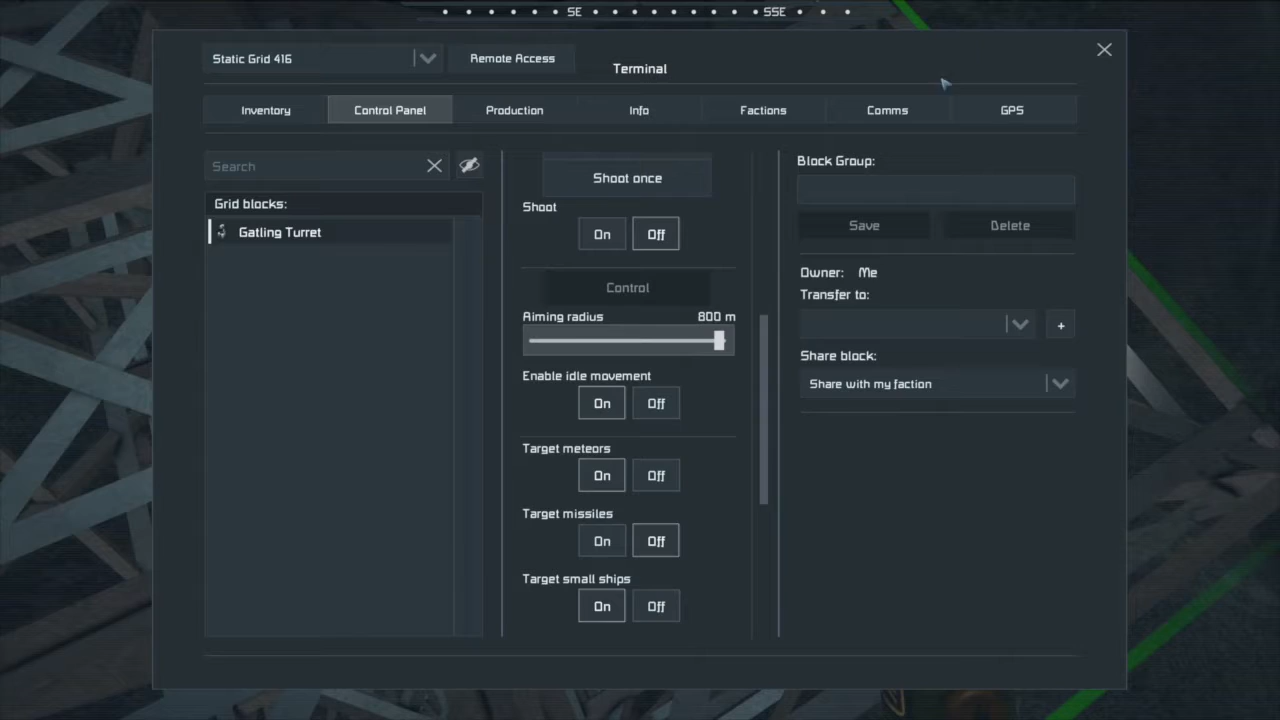 SE
SSE
Static Grid 416
Remote Access
Terminal
Inventory
Control Panel
Production
Info
Factions
Comms
GPS
Search
Grid blocks:
Gatling Turret
Shoot once
Shoot
On Off
Control
Aiming radius 800 m
Enable idle movement
On Off
Target meteors
On Off
Target missiles
On Off
Target small ships
On Off
Block Group:
Save Delete
Owner: Me
Transfer to:
+
Share block:
Share with my faction